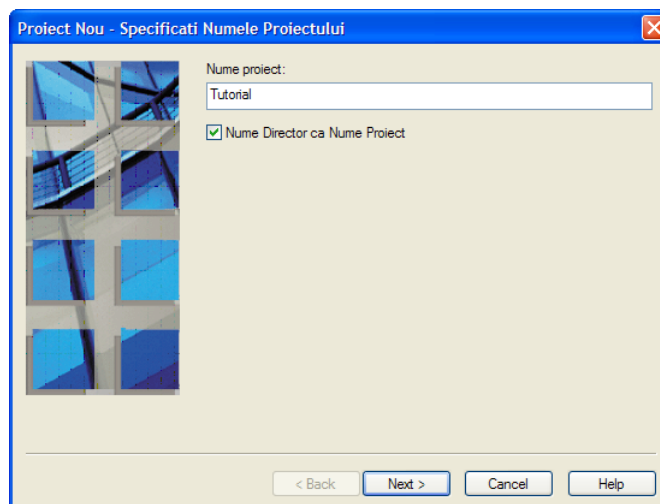 Proiect Nou - Specificati Numele Proiectului
Nume proiect:
Tutorial
Nume Director ca Nume Proiect
< Back
Next >
Cancel
Help